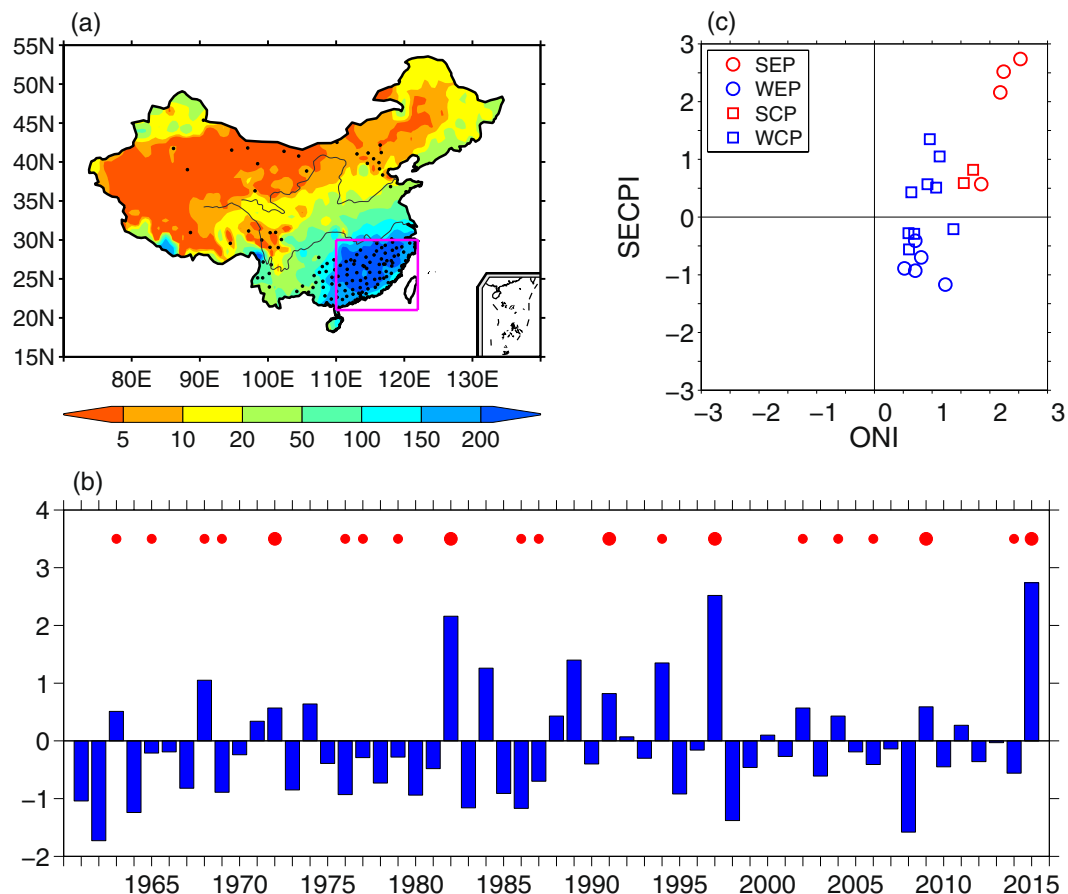 (a)
55N
50N
45N
40N
35N
30N
25N
20N
15N
80E 90E 100E 110E 120E 130E
5 10 20 50 100 150 200
(c)
SECPI
3
2
1
0
−1
−2
−3
SEP
WEP
SCP
WCP
−3 −2 −1 0 1 2 3
ONI
(b)
4
3
2
1
0
−1
−2
1965 1970 1975 1980 1985 1990 1995 2000 2005 2010 2015